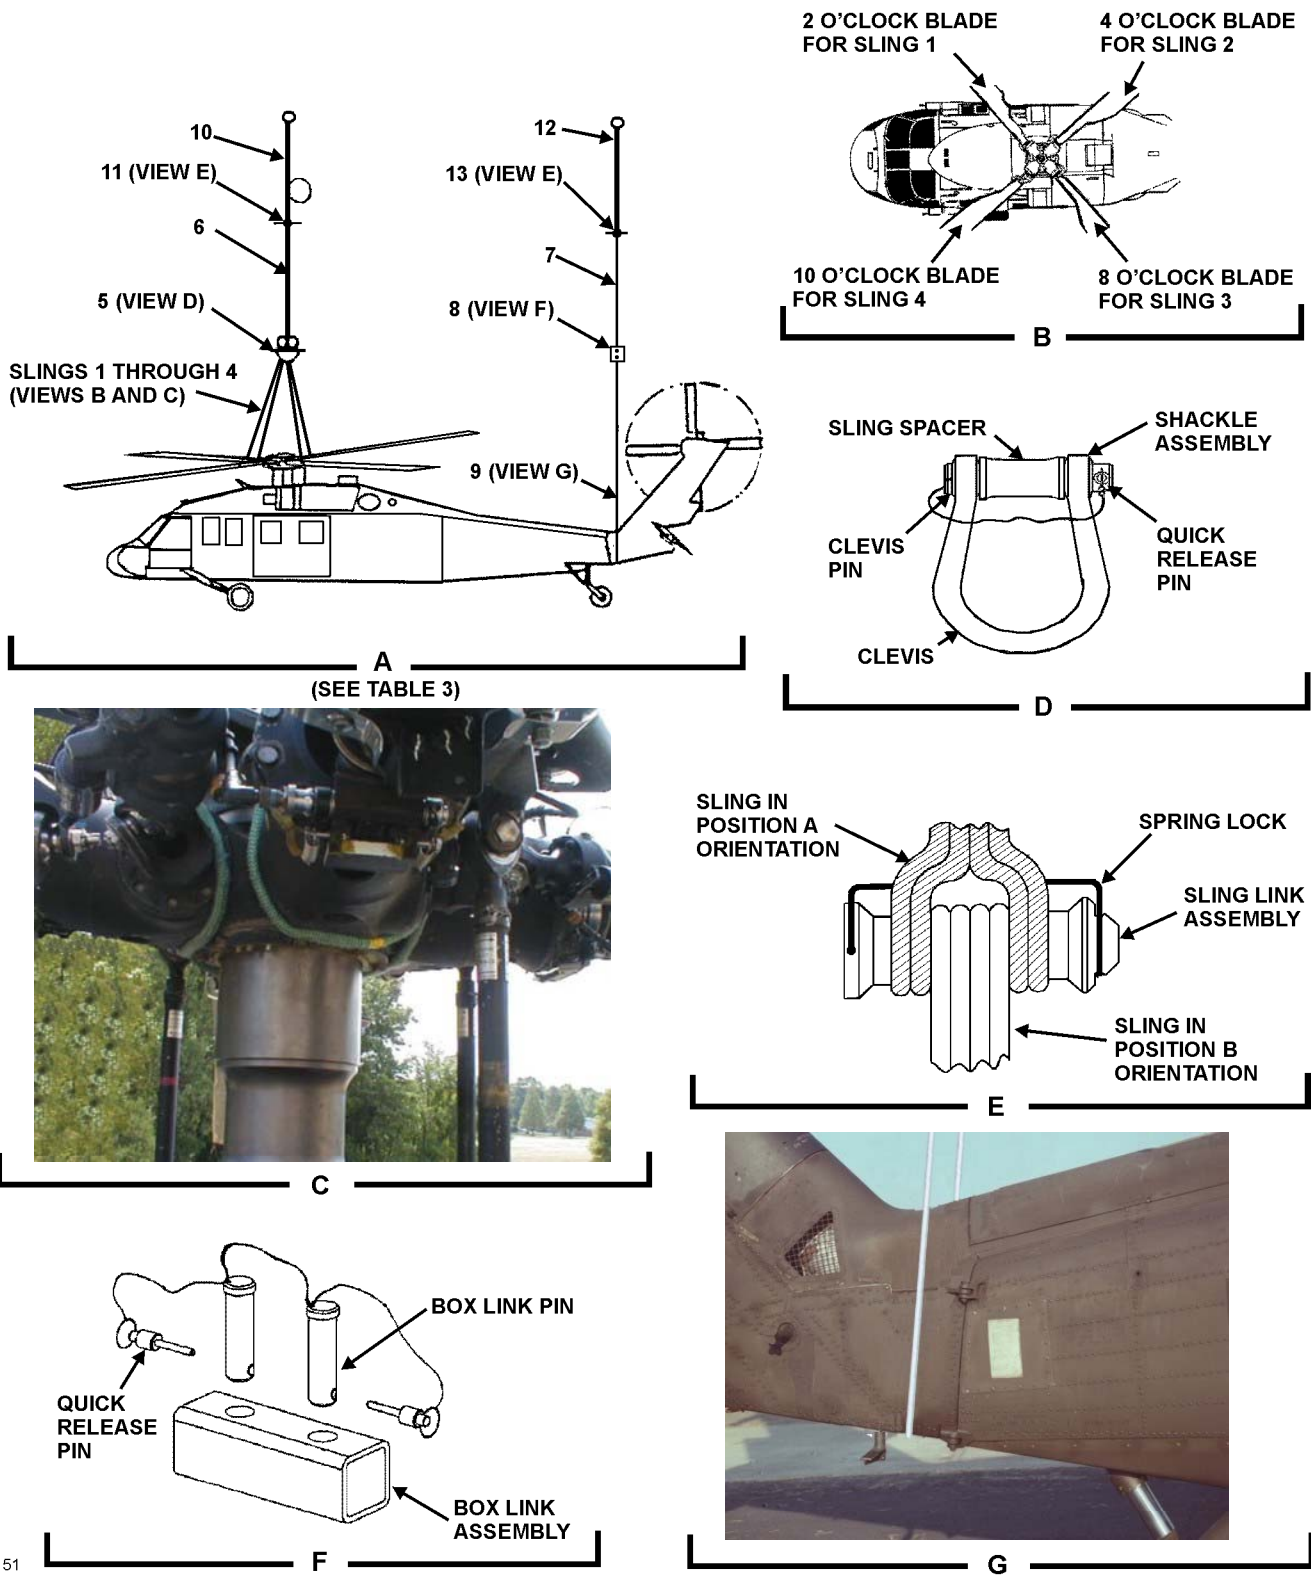 10
11 (VIEW E)
6
5 (VIEW D)
SLINGS 1 THROUGH 4
(VIEWS B AND C)
12
13 (VIEW E)
7
8 (VIEW F)
9 (VIEW G)
A
(SEE TABLE 3)
2 O'CLOCK BLADE
FOR SLING 1
4 O'CLOCK BLADE
FOR SLING 2
10 O'CLOCK BLADE
FOR SLING 4
8 O'CLOCK BLADE
FOR SLING 3
B
SLING SPACER
SHACKLE
ASSEMBLY
CLEVIS
PIN
QUICK
RELEASE
PIN
CLEVIS
D
C
SLING IN
POSITION A
ORIENTATION
SPRING LOCK
SLING LINK
ASSEMBLY
SLING IN
POSITION B
ORIENTATION
E
BOX LINK PIN
QUICK
RELEASE
PIN
BOX LINK
ASSEMBLY
F
G
51